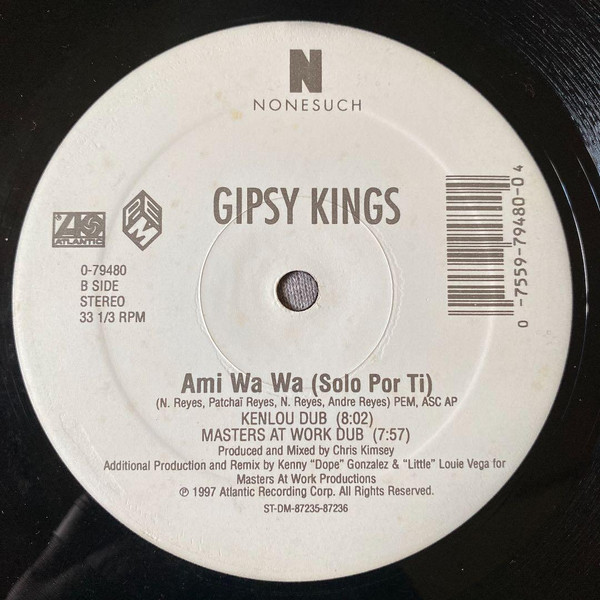 N
NONESUCH
GIPSY KINGS
ATLANTIC
0-79480
B SIDE
STEREO
33 1/3 RPM
0 -7559-79480-0 4
Ami Wa Wa (Solo Por Ti)
(N. Reyes, Patchaï Reyes, N. Reyes, Andre Reyes) PEM, ASC AP
KENLOU DUB (8:02)
MASTERS AT WORK DUB (7:57)
Produced and Mixed by Chris Kimsey
Additional Production and Remix by Kenny "Dope" Gonzalez & "Little" Louie Vega for
Masters At Work Productions
℗ 1997 Atlantic Recording Corp. All Rights Reserved.
ST-DM-87235-87236